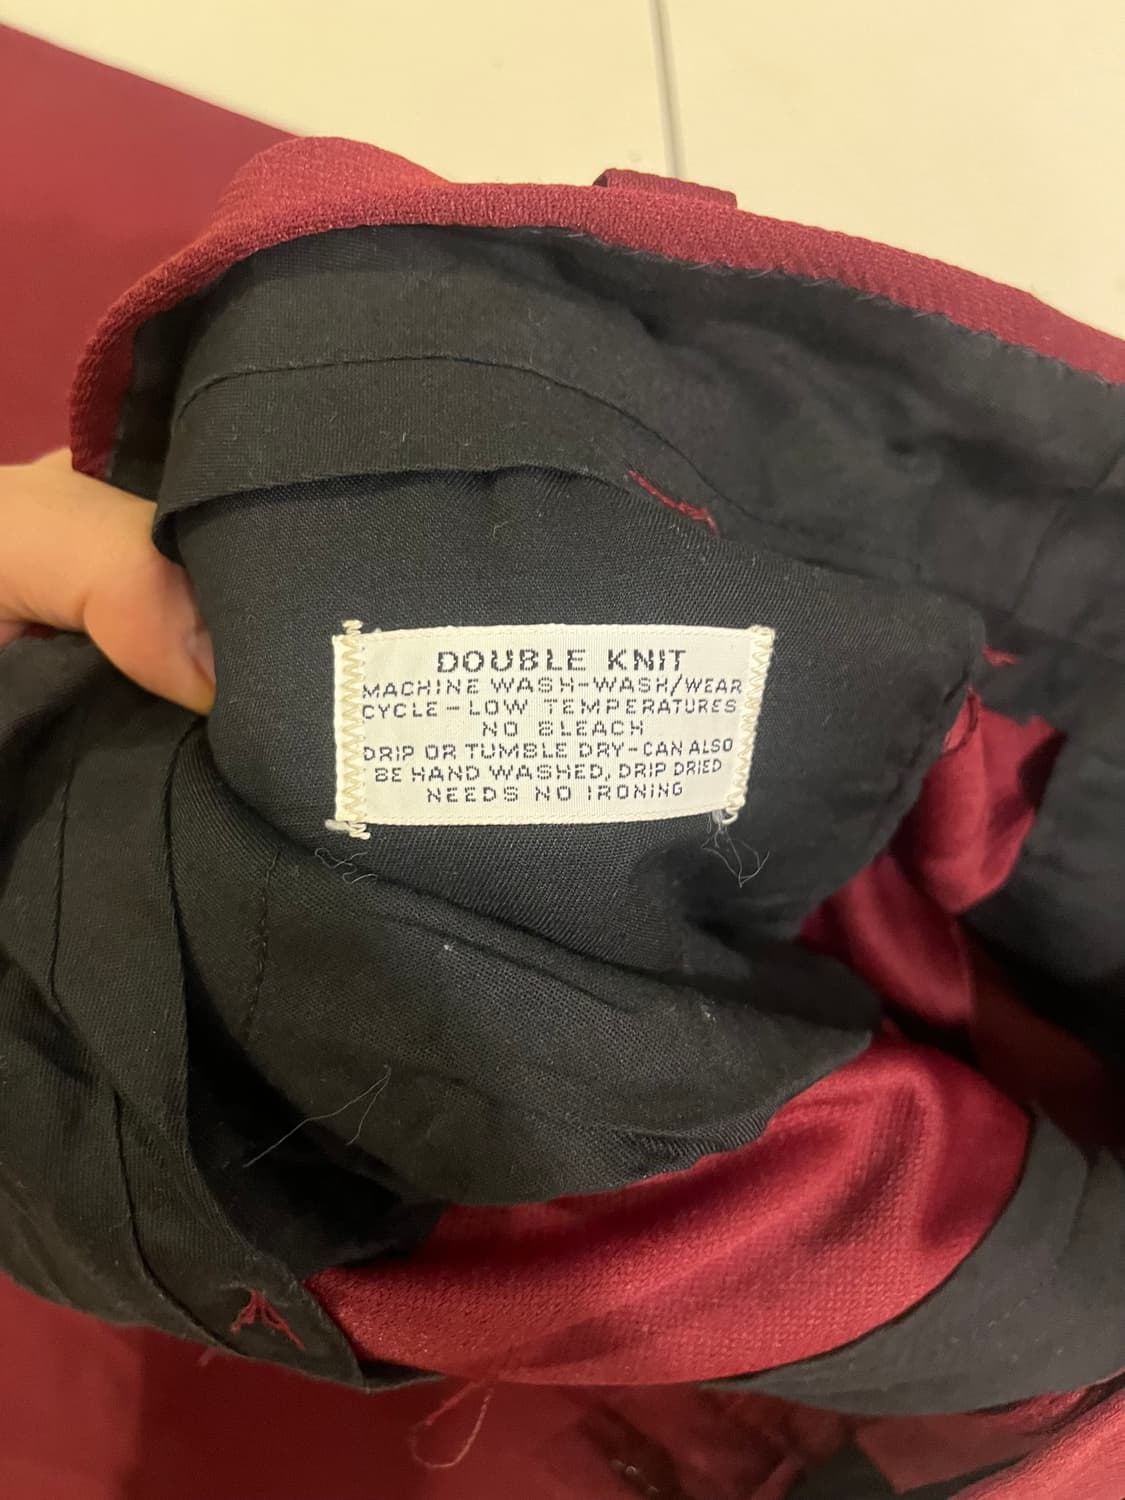 DOUBLE KNIT
MACHINE WASH-WASH/WEAR
CYCLE-LOW TEMPERATURES
NO BLEACH
DRIP OR TUMBLE DRY-CAN ALSO
BE HAND WASHED, DRIP DRIED
NEEDS NO IRONING